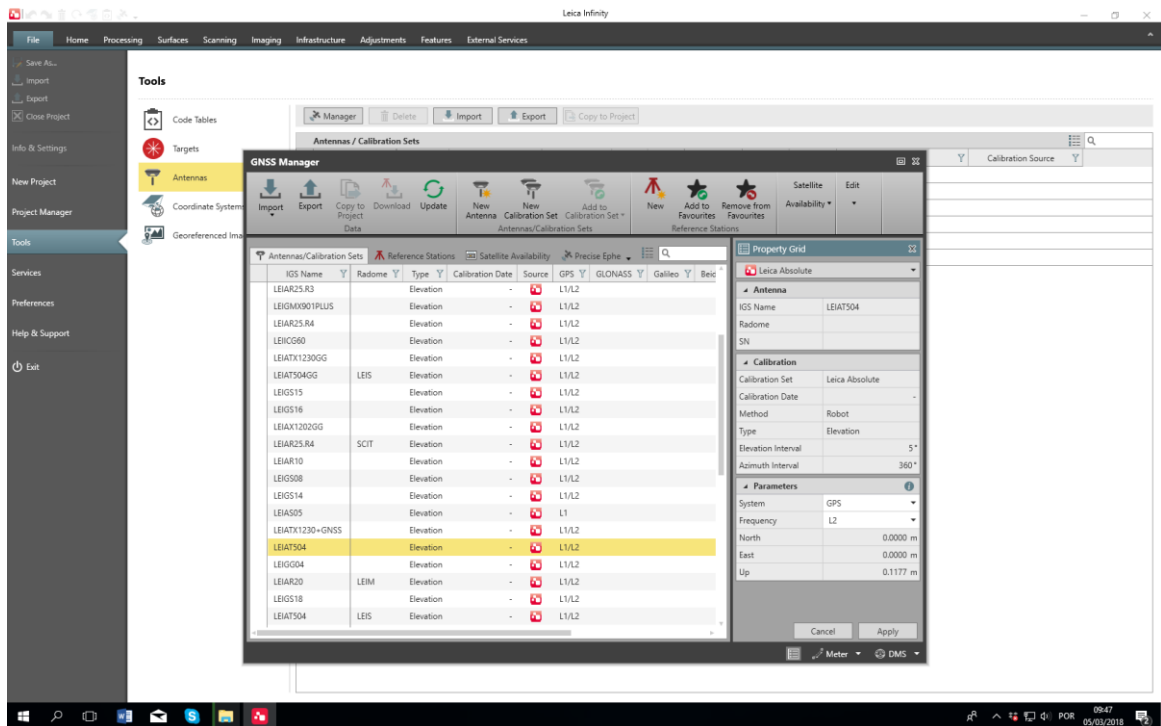 Leica Infinity
File Home Processing Surfaces Scanning Imaging Infrastructure Adjustments Features External Services
Save As...
Import
Export
Close Project
Info & Settings
New Project
Project Manager
Tools
Services
Preferences
Help & Support
Exit
Tools
Code Tables
Targets
Antennas
Coordinate Systems
Georeferenced Ima
Manager Delete Import Export Copy to Project
Antennas / Calibration Sets
Calibration Source
GNSS Manager
Import Export Copy to Project Download Update
Data
New Antenna New Calibration Set Add to Calibration Set
Antennas/Calibration Sets
New Add to Favourites Remove from Favourites
Reference Stations
Satellite Availability Edit
Antennas/Calibration Sets Reference Stations Satellite Availability Precise Ephe
IGS Name Radome Type Calibration Date Source GPS GLONASS Galileo Beid
LEIAR25.R3 Elevation - L1/L2
LEIGMX901PLUS Elevation - L1/L2
LEIAR25.R4 Elevation - L1/L2
LEIICG60 Elevation - L1/L2
LEIATX1230GG Elevation - L1/L2
LEIAT504GG LEIS Elevation - L1/L2
LEIGS15 Elevation - L1/L2
LEIGS16 Elevation - L1/L2
LEIAX1202GG Elevation - L1/L2
LEIAR25.R4 SCIT Elevation - L1/L2
LEIAR10 Elevation - L1/L2
LEIGS08 Elevation - L1/L2
LEIGS14 Elevation - L1/L2
LEIAS05 Elevation - L1
LEIATX1230+GNSS Elevation - L1/L2
LEIAT504 Elevation - L1/L2
LEIGG04 Elevation - L1/L2
LEIAR20 LEIM Elevation - L1/L2
LEIGS18 Elevation - L1/L2
LEIAT504 LEIS Elevation - L1/L2
Property Grid
Leica Absolute
Antenna
IGS Name LEIAT504
Radome
SN
Calibration
Calibration Set Leica Absolute
Calibration Date -
Method Robot
Type Elevation
Elevation Interval 5°
Azimuth Interval 360°
Parameters
System GPS
Frequency L2
North 0.0000 m
East 0.0000 m
Up 0.1177 m
Cancel Apply
Meter DMS
POR 09:47
05/03/2018